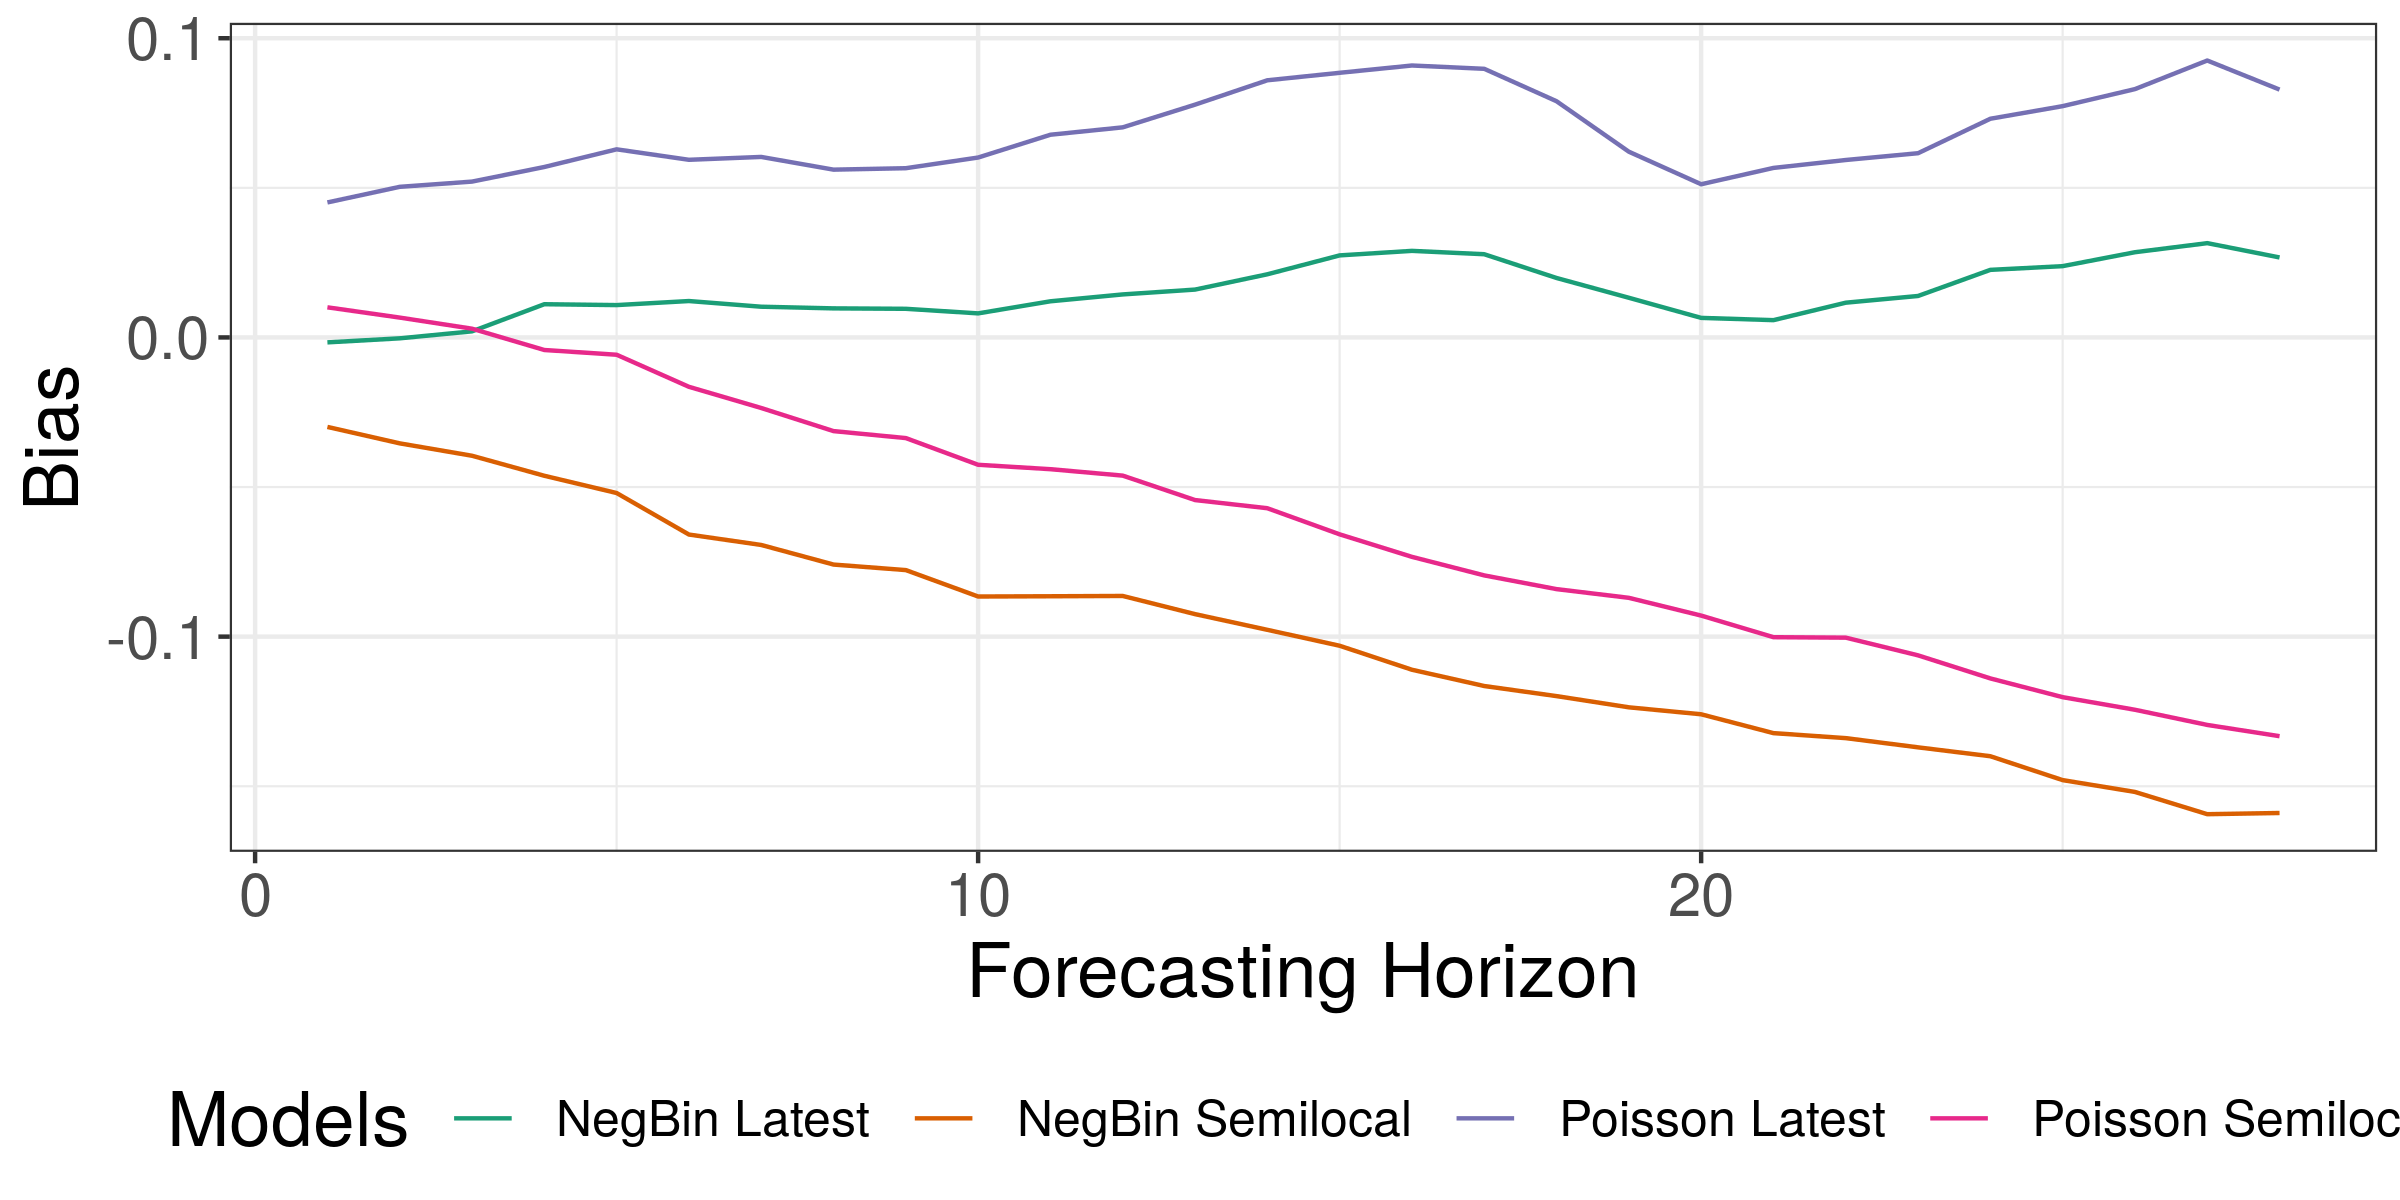 0.1
0.0
-0.1
Bias
0 10 20
Forecasting Horizon
Models NegBin Latest NegBin Semilocal Poisson Latest Poisson Semiloc